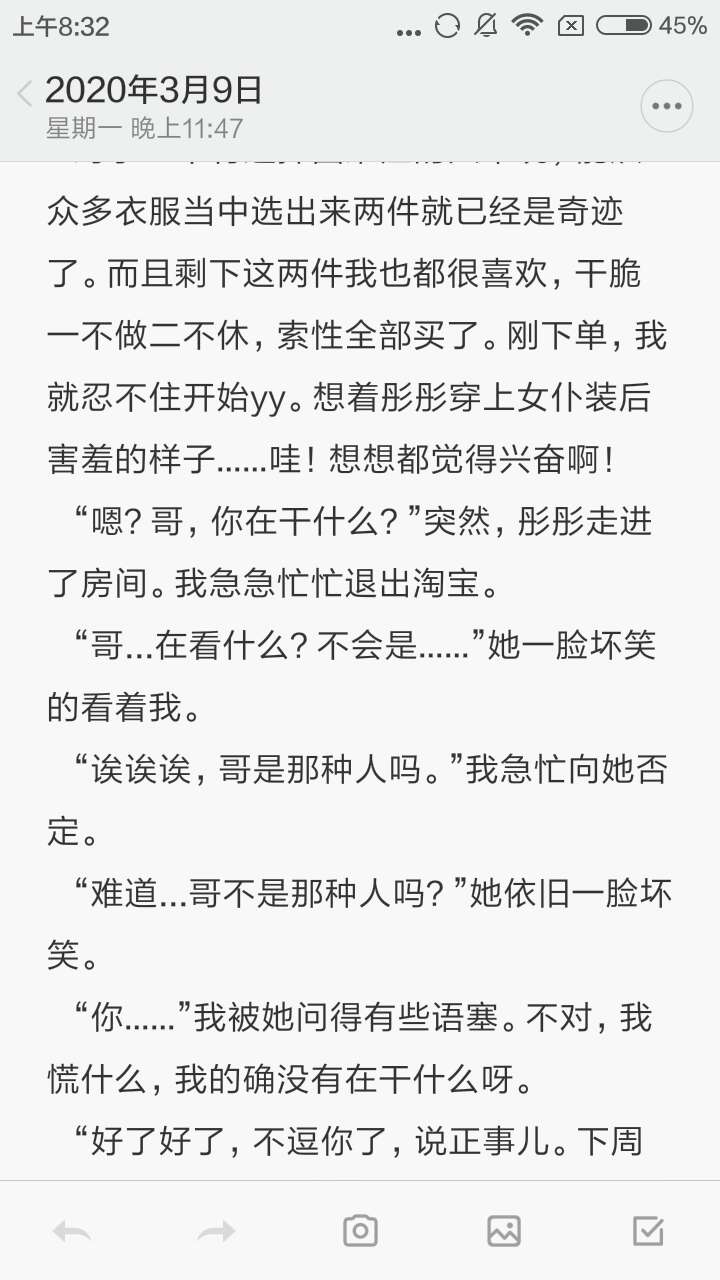 上午8:32
45%
2020年3月9日
星期一 晚上11:47
众多衣服当中选出来两件就已经是奇迹
了。而且剩下这两件我也都很喜欢，干脆
一不做二不休，索性全部买了。刚下单，我
就忍不住开始yy。想着彤彤穿上女仆装后
害羞的样子......哇！想想都觉得兴奋啊！
“嗯？哥，你在干什么？”突然，彤彤走进
了房间。我急急忙忙退出淘宝。
“哥...在看什么？不会是......”她一脸坏笑
的看着我。
“诶诶诶，哥是那种人吗。”我急忙向她否
定。
“难道...哥不是那种人吗？”她依旧一脸坏
笑。
“你......”我被她问得有些语塞。不对，我
慌什么，我的确没有在干什么呀。
“好了好了，不逗你了，说正事儿。下周